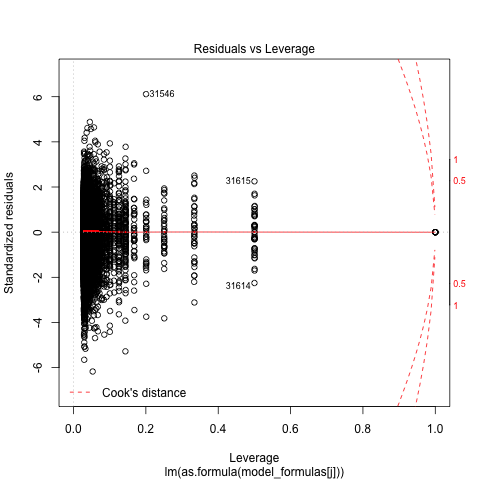 Residuals vs Leverage
Standardized residuals
6
4
2
0
-2
-4
-6
31546
31615
31614
1
0.5
0.5
1
Cook's distance
0.0 0.2 0.4 0.6 0.8 1.0
Leverage
lm(as.formula(model_formulas[j]))